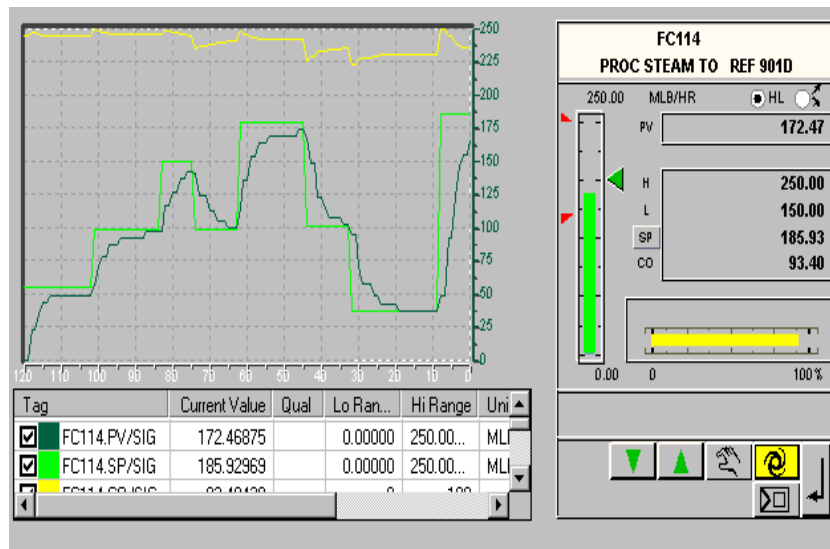 250
200
175
150
125
100
75
50
25
0
120 110 100 90 80 70 60 50 40 30 20 10 0
Tag Current Value Qual Lo Ran... Hi Range Uni
FC114.PV/SIG 172.46875 0.00000 250.00... MLI
FC114.SP/SIG 185.92969 0.00000 250.00... MLI
FC114
PROC STEAM TO REF 901D
250.00 MLB/HR HL
PV 172.47
H 250.00
L 150.00
SP 185.93
CO 93.40
0.00 0 100 %